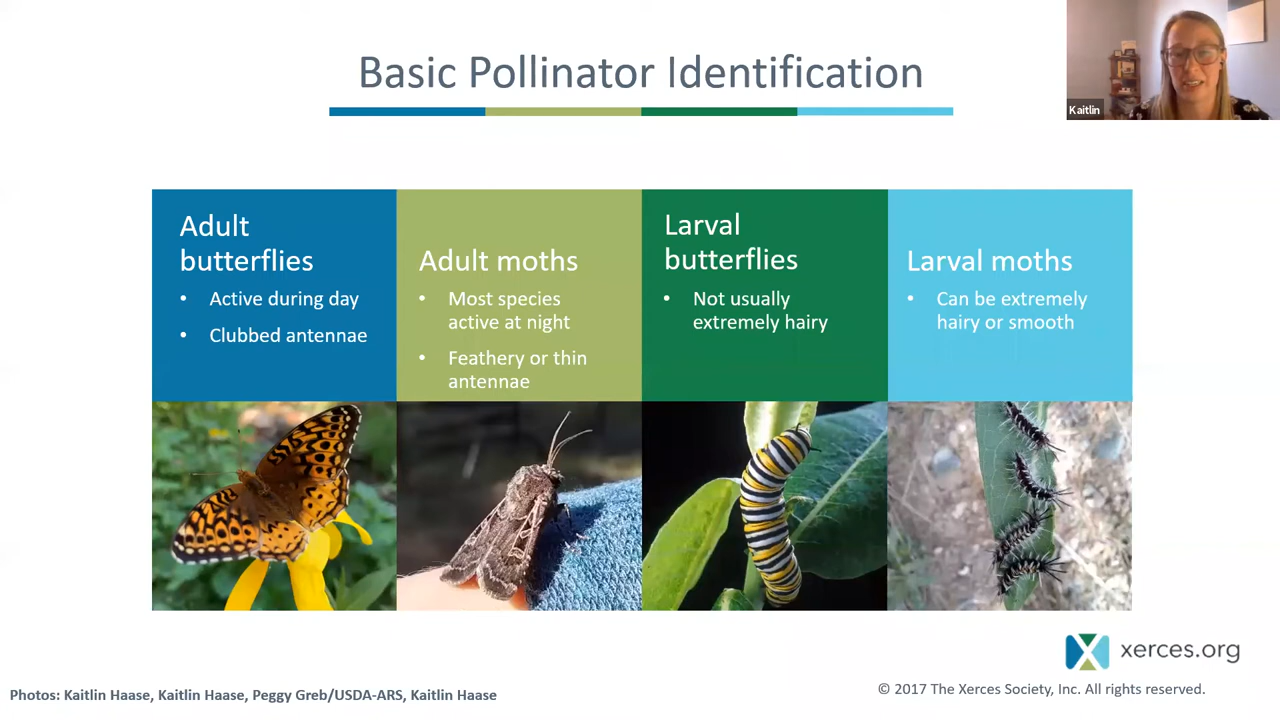 Basic Pollinator Identification
Kaitlin
Adult
butterflies
• Active during day
• Clubbed antennae
Adult moths
• Most species
active at night
• Feathery or thin
antennae
Larval
butterflies
• Not usually
extremely hairy
Larval moths
• Can be extremely
hairy or smooth
xerces.org
Photos: Kaitlin Haase, Kaitlin Haase, Peggy Greb/USDA-ARS, Kaitlin Haase
© 2017 The Xerces Society, Inc. All rights reserved.